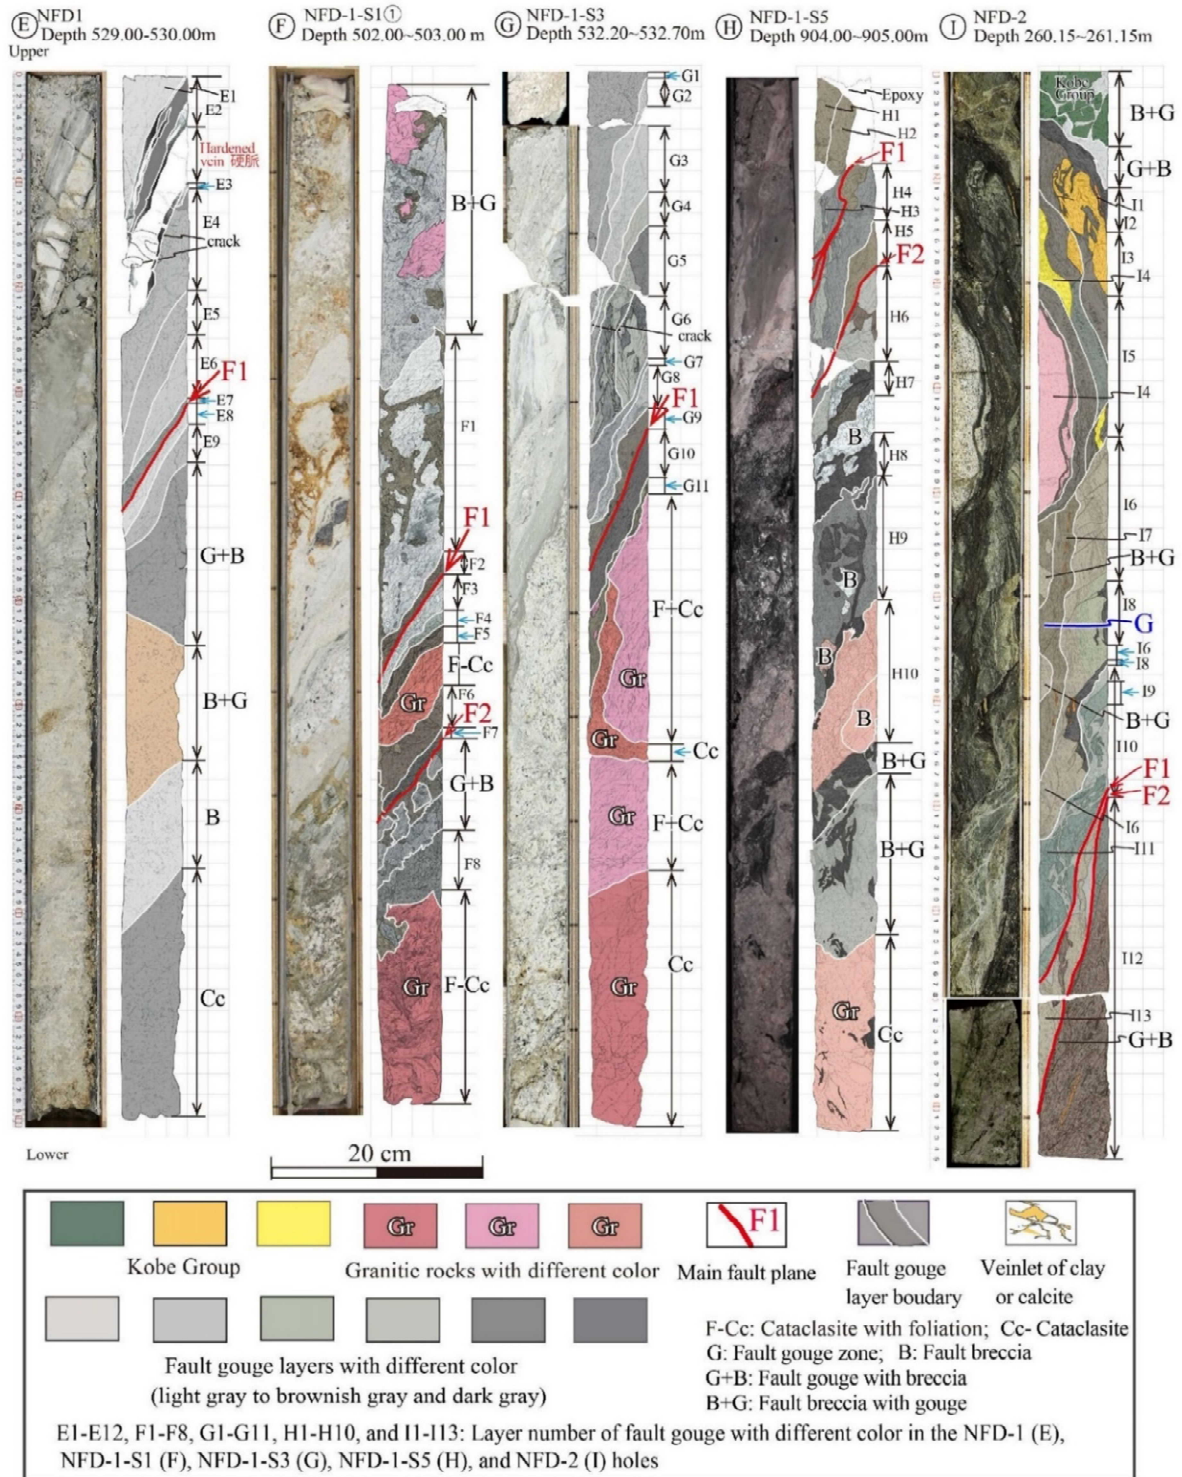 Ⓔ NFD1
Depth 529.00-530.00m
Upper
Ⓕ NFD-1-S1①
Depth 502.00~503.00 m
Ⓖ NFD-1-S3
Depth 532.20~532.70m
Ⓗ NFD-1-S5
Depth 904.00~905.00m
Ⓘ NFD-2
Depth 260.15~261.15m
E1
E2
Hardened
vein 硬脈
E3
E4
crack
E5
E6
F1
E7
E8
E9
G+B
B+G
B
Cc
B+G
F1
F1
F2
F3
F4
F5
F-Cc
Gr
F6
F2
F7
G+B
F8
Gr
F-Cc
G1
G2
G3
G4
G5
G6
crack
G7
G8
F1
G9
G10
G11
F+Cc
Gr
Gr
Cc
Gr
F+Cc
Gr
Cc
Epoxy
H1
H2
F1
H4
H3
H5
F2
H6
H7
B
H8
H9
B
B
H10
B
B+G
B+G
Gr
Cc
Kobe
Group
B+G
G+B
I1
I2
I3
I4
I5
I4
I6
I7
B+G
I8
G
I6
I8
I9
B+G
I10
F1
F2
I6
I11
I12
I13
G+B
Lower
20 cm
Gr
Gr
Gr
F1
Kobe Group
Granitic rocks with different color
Main fault plane
Fault gouge
layer boudary
Veinlet of clay
or calcite
Fault gouge layers with different color
(light gray to brownish gray and dark gray)
F-Cc: Cataclasite with foliation; Cc- Cataclasite
G: Fault gouge zone; B: Fault breccia
G+B: Fault gouge with breccia
B+G: Fault breccia with gouge
E1-E12, F1-F8, G1-G11, H1-H10, and I1-I13: Layer number of fault gouge with different color in the NFD-1 (E),
NFD-1-S1 (F), NFD-1-S3 (G), NFD-1-S5 (H), and NFD-2 (I) holes